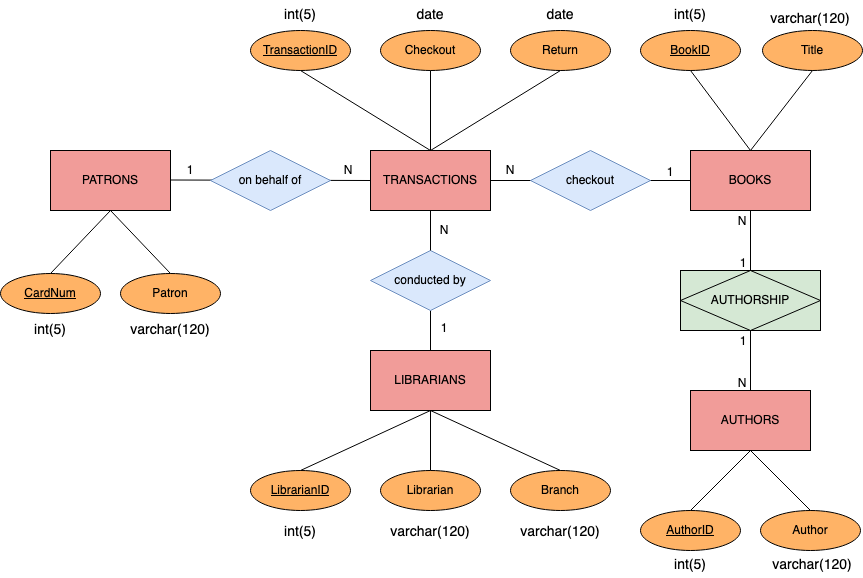 int(5)
date
date
int(5)
varchar(120)
TransactionID
Checkout
Return
BookID
Title
PATRONS
1
on behalf of
N
TRANSACTIONS
N
checkout
1
BOOKS
N
N
conducted by
1
AUTHORSHIP
CardNum
Patron
int(5)
varchar(120)
1
1
LIBRARIANS
N
AUTHORS
LibrarianID
Librarian
Branch
int(5)
varchar(120)
varchar(120)
AuthorID
Author
int(5)
varchar(120)